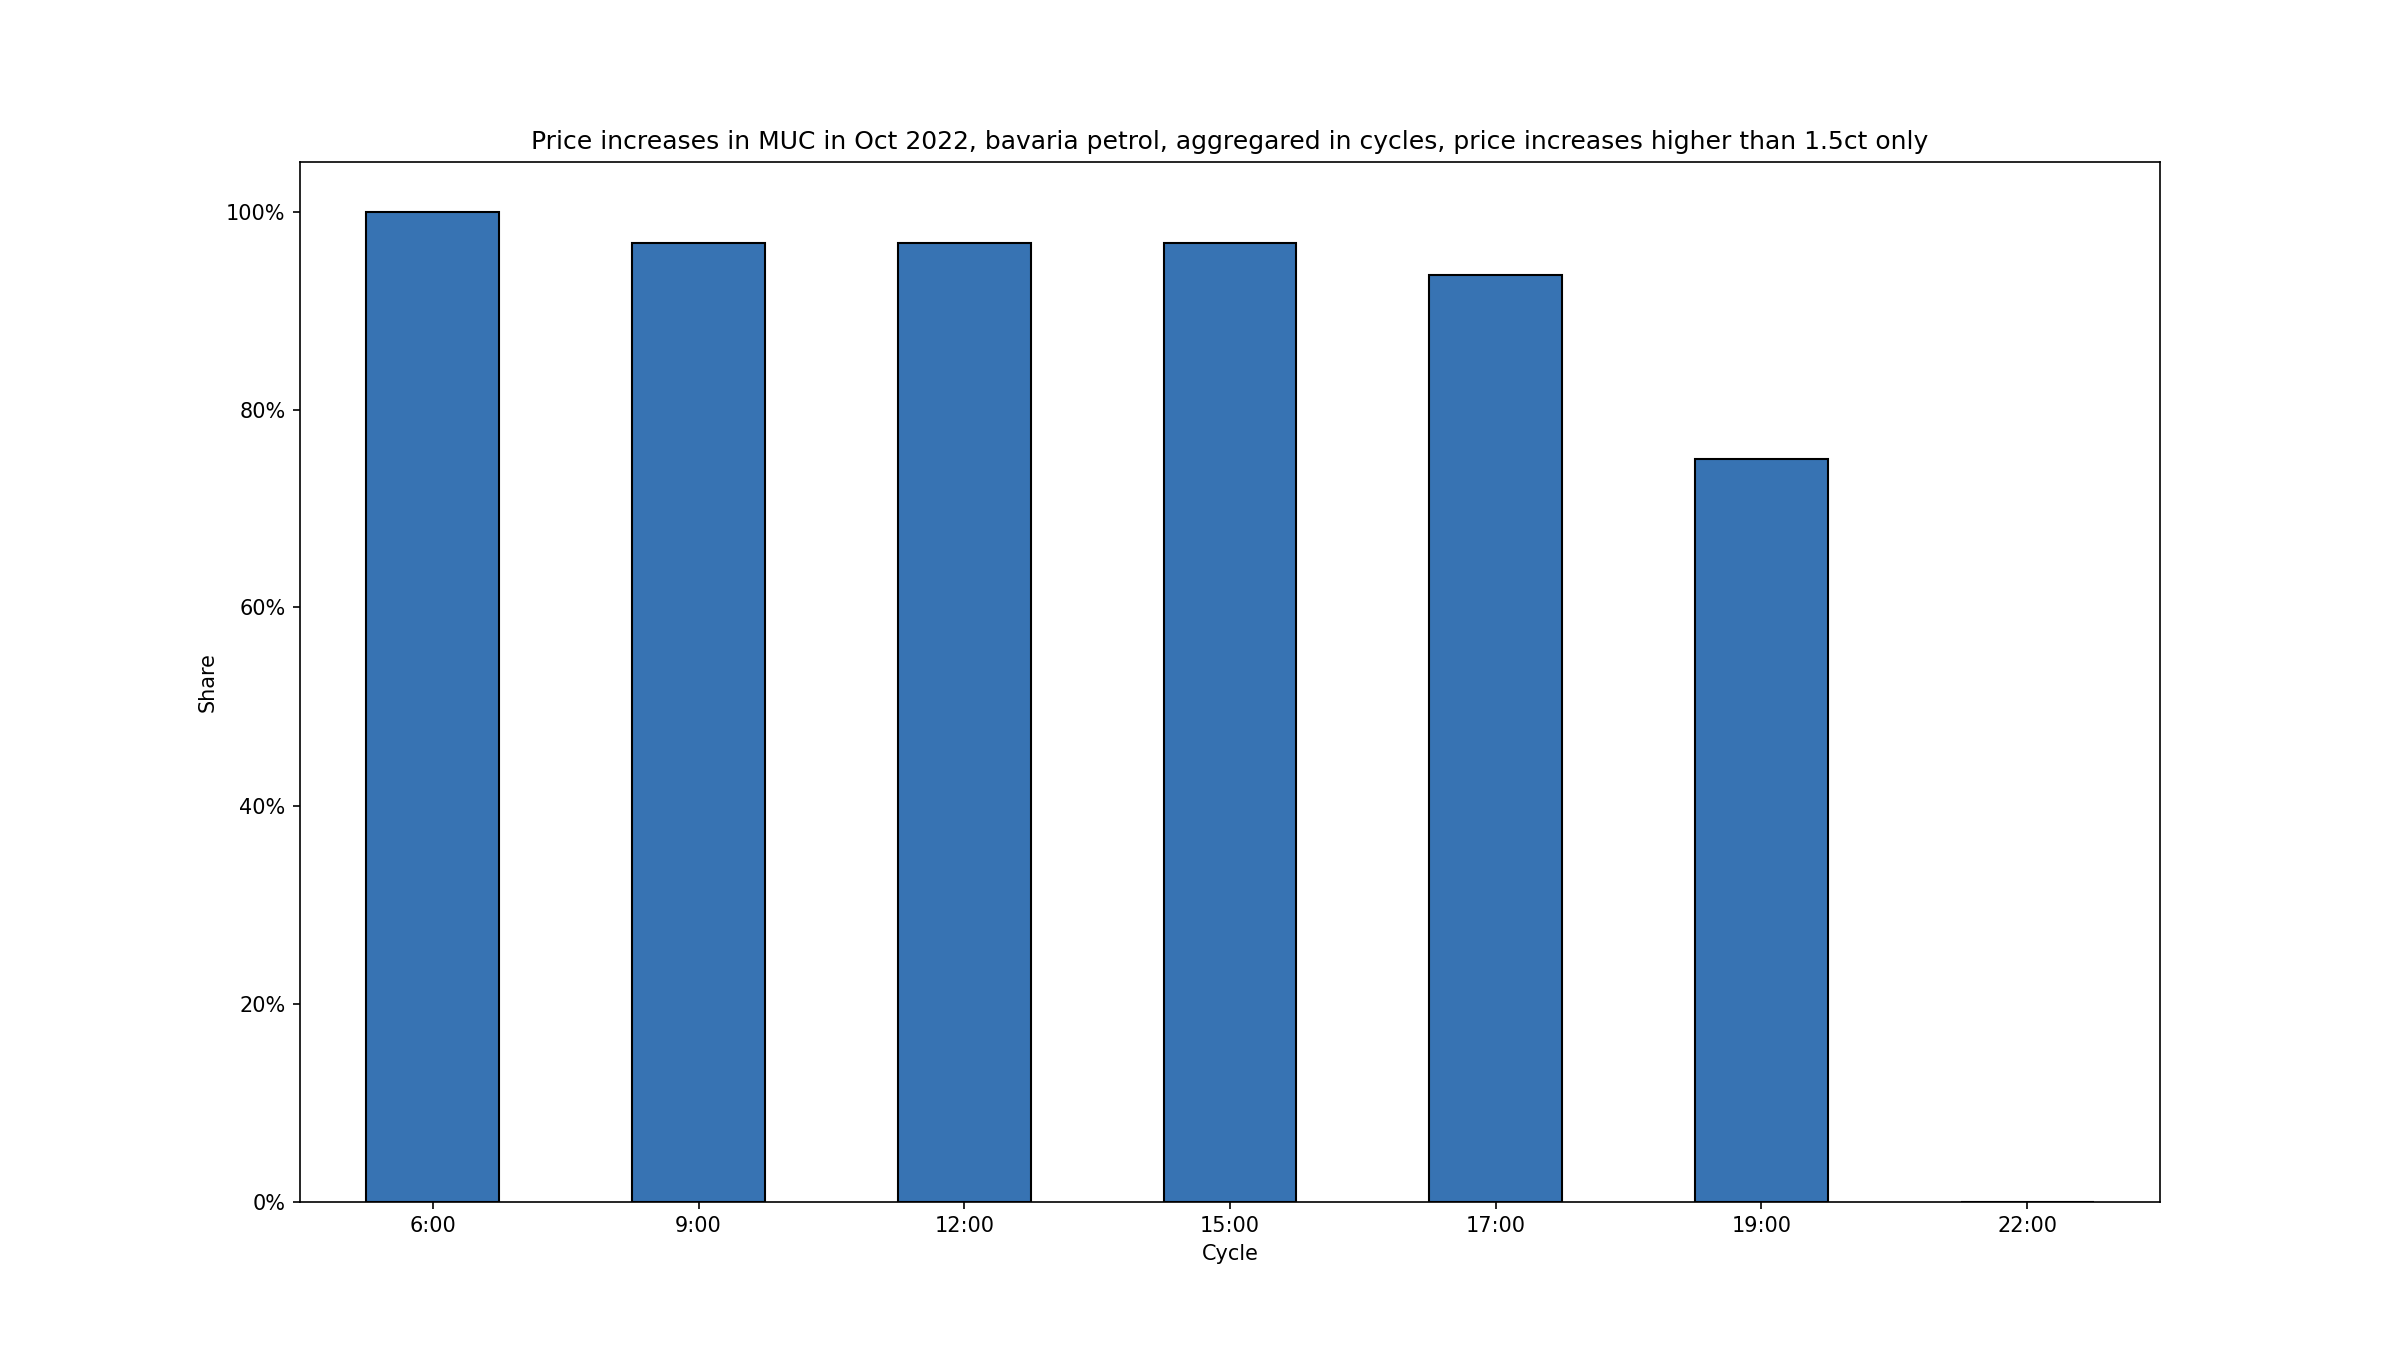 Price increases in MUC in Oct 2022, bavaria petrol, aggregared in cycles, price increases higher than 1.5ct only
100%
80%
60%
40%
20%
0%
Share
6:00 9:00 12:00 15:00 17:00 19:00 22:00
Cycle